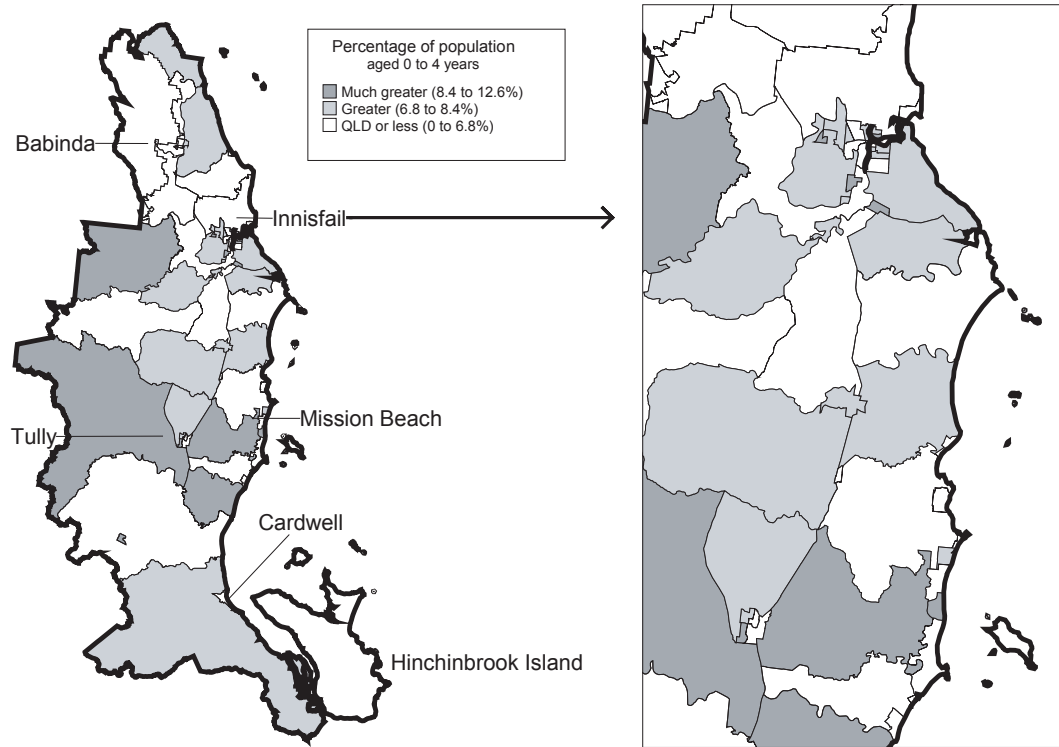 Percentage of population
aged 0 to 4 years
Much greater (8.4 to 12.6%)
Greater (6.8 to 8.4%)
QLD or less (0 to 6.8%)
Babinda
Innisfail
Mission Beach
Tully
Cardwell
Hinchinbrook Island